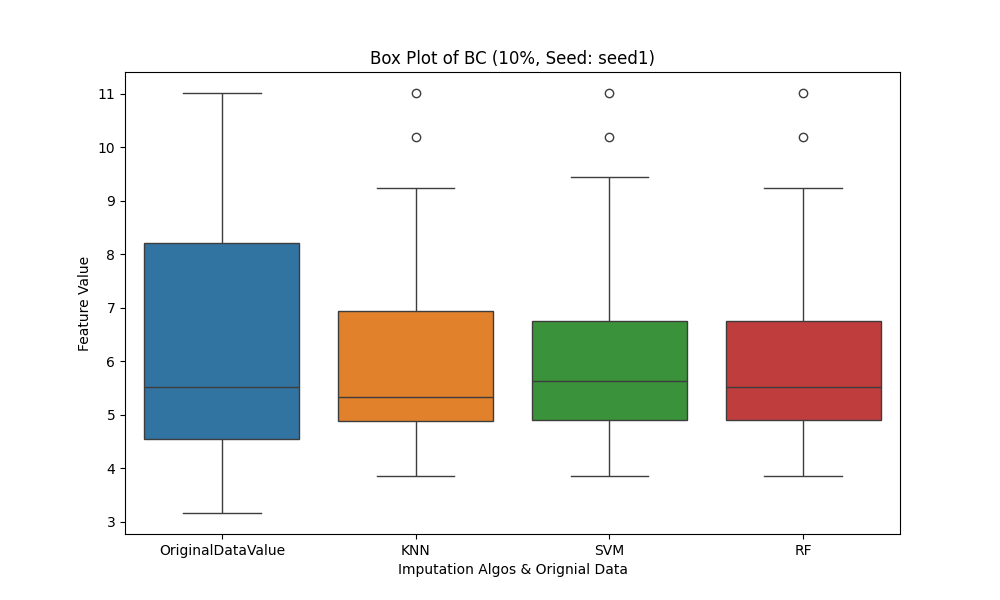 Box Plot of BC (10%, Seed: seed1)
Feature Value
11
10
9
8
7
6
5
4
3
OriginalDataValue
KNN
SVM
RF
Imputation Algos & Orignial Data